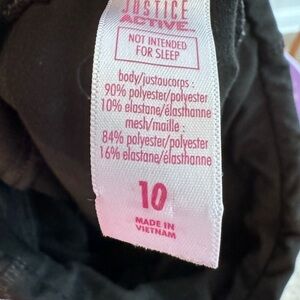 JUSTICE
ACTIVE
NOT INTENDED
FOR SLEEP
body/justaucorps :
90% polyester/polyester
10% elastane/élasthanne
mesh/maille :
84% polyester/polyester
16% elastane/élasthanne
10
MADE IN
VIETNAM